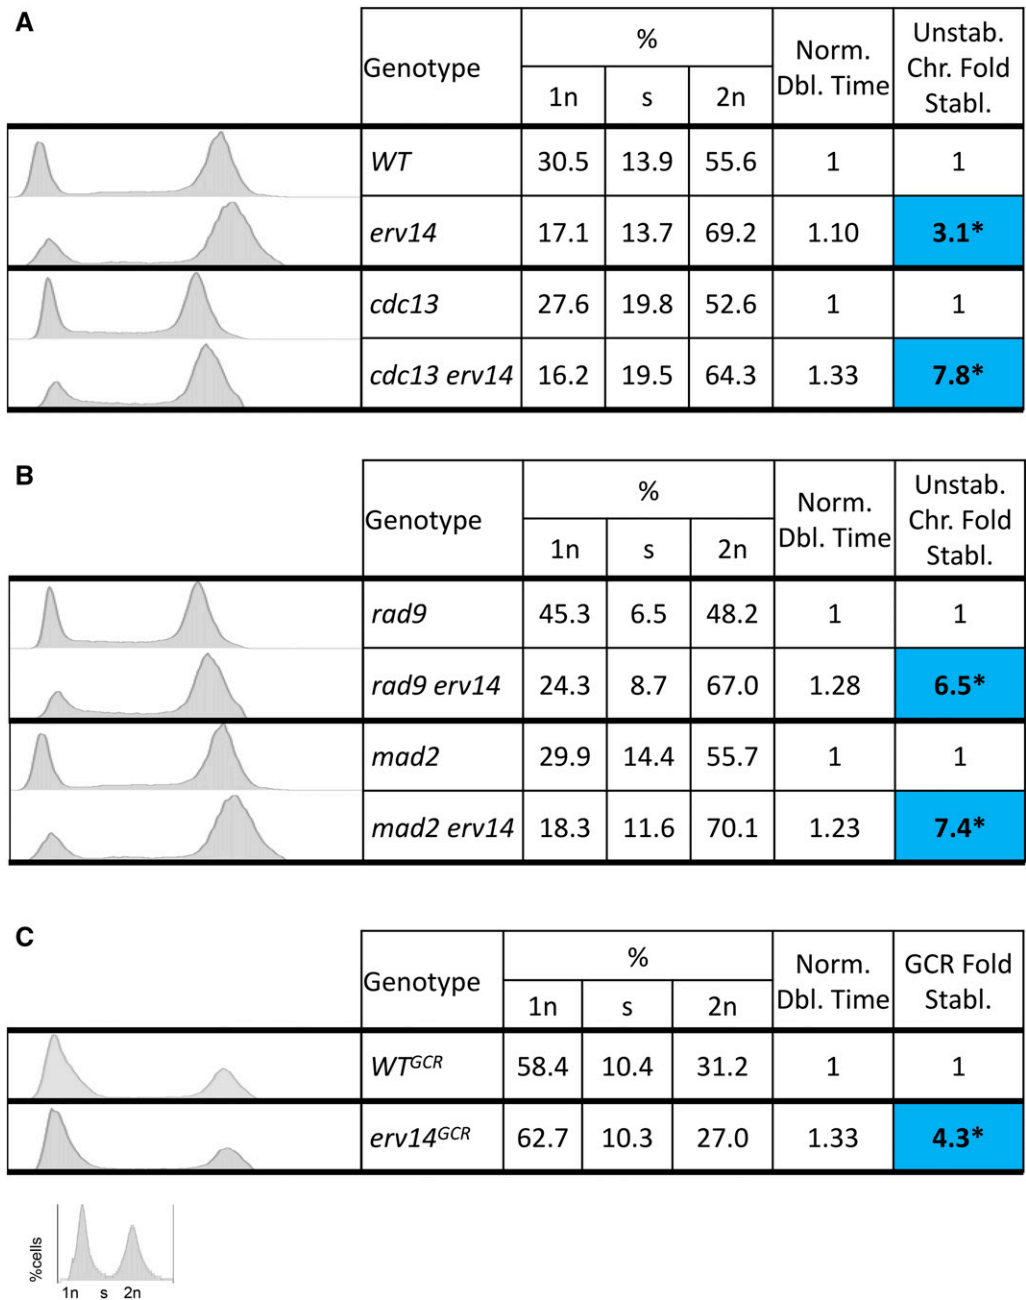 A
Genotype % Norm. Dbl. Time Unstab. Chr. Fold Stabl.
1n s 2n
WT 30.5 13.9 55.6 1 1
erv14 17.1 13.7 69.2 1.10 3.1*
cdc13 27.6 19.8 52.6 1 1
cdc13 erv14 16.2 19.5 64.3 1.33 7.8*
B
Genotype % Norm. Dbl. Time Unstab. Chr. Fold Stabl.
1n s 2n
rad9 45.3 6.5 48.2 1 1
rad9 erv14 24.3 8.7 67.0 1.28 6.5*
mad2 29.9 14.4 55.7 1 1
mad2 erv14 18.3 11.6 70.1 1.23 7.4*
C
Genotype % Norm. Dbl. Time GCR Fold Stabl.
1n s 2n
WTGCR 58.4 10.4 31.2 1 1
erv14GCR 62.7 10.3 27.0 1.33 4.3*
%cells
1n s 2n